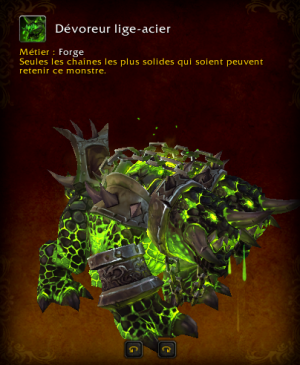 Dévoreur lige-acier
Métier : Forge
Seules les chaînes les plus solides qui soient peuvent
retenir ce monstre.